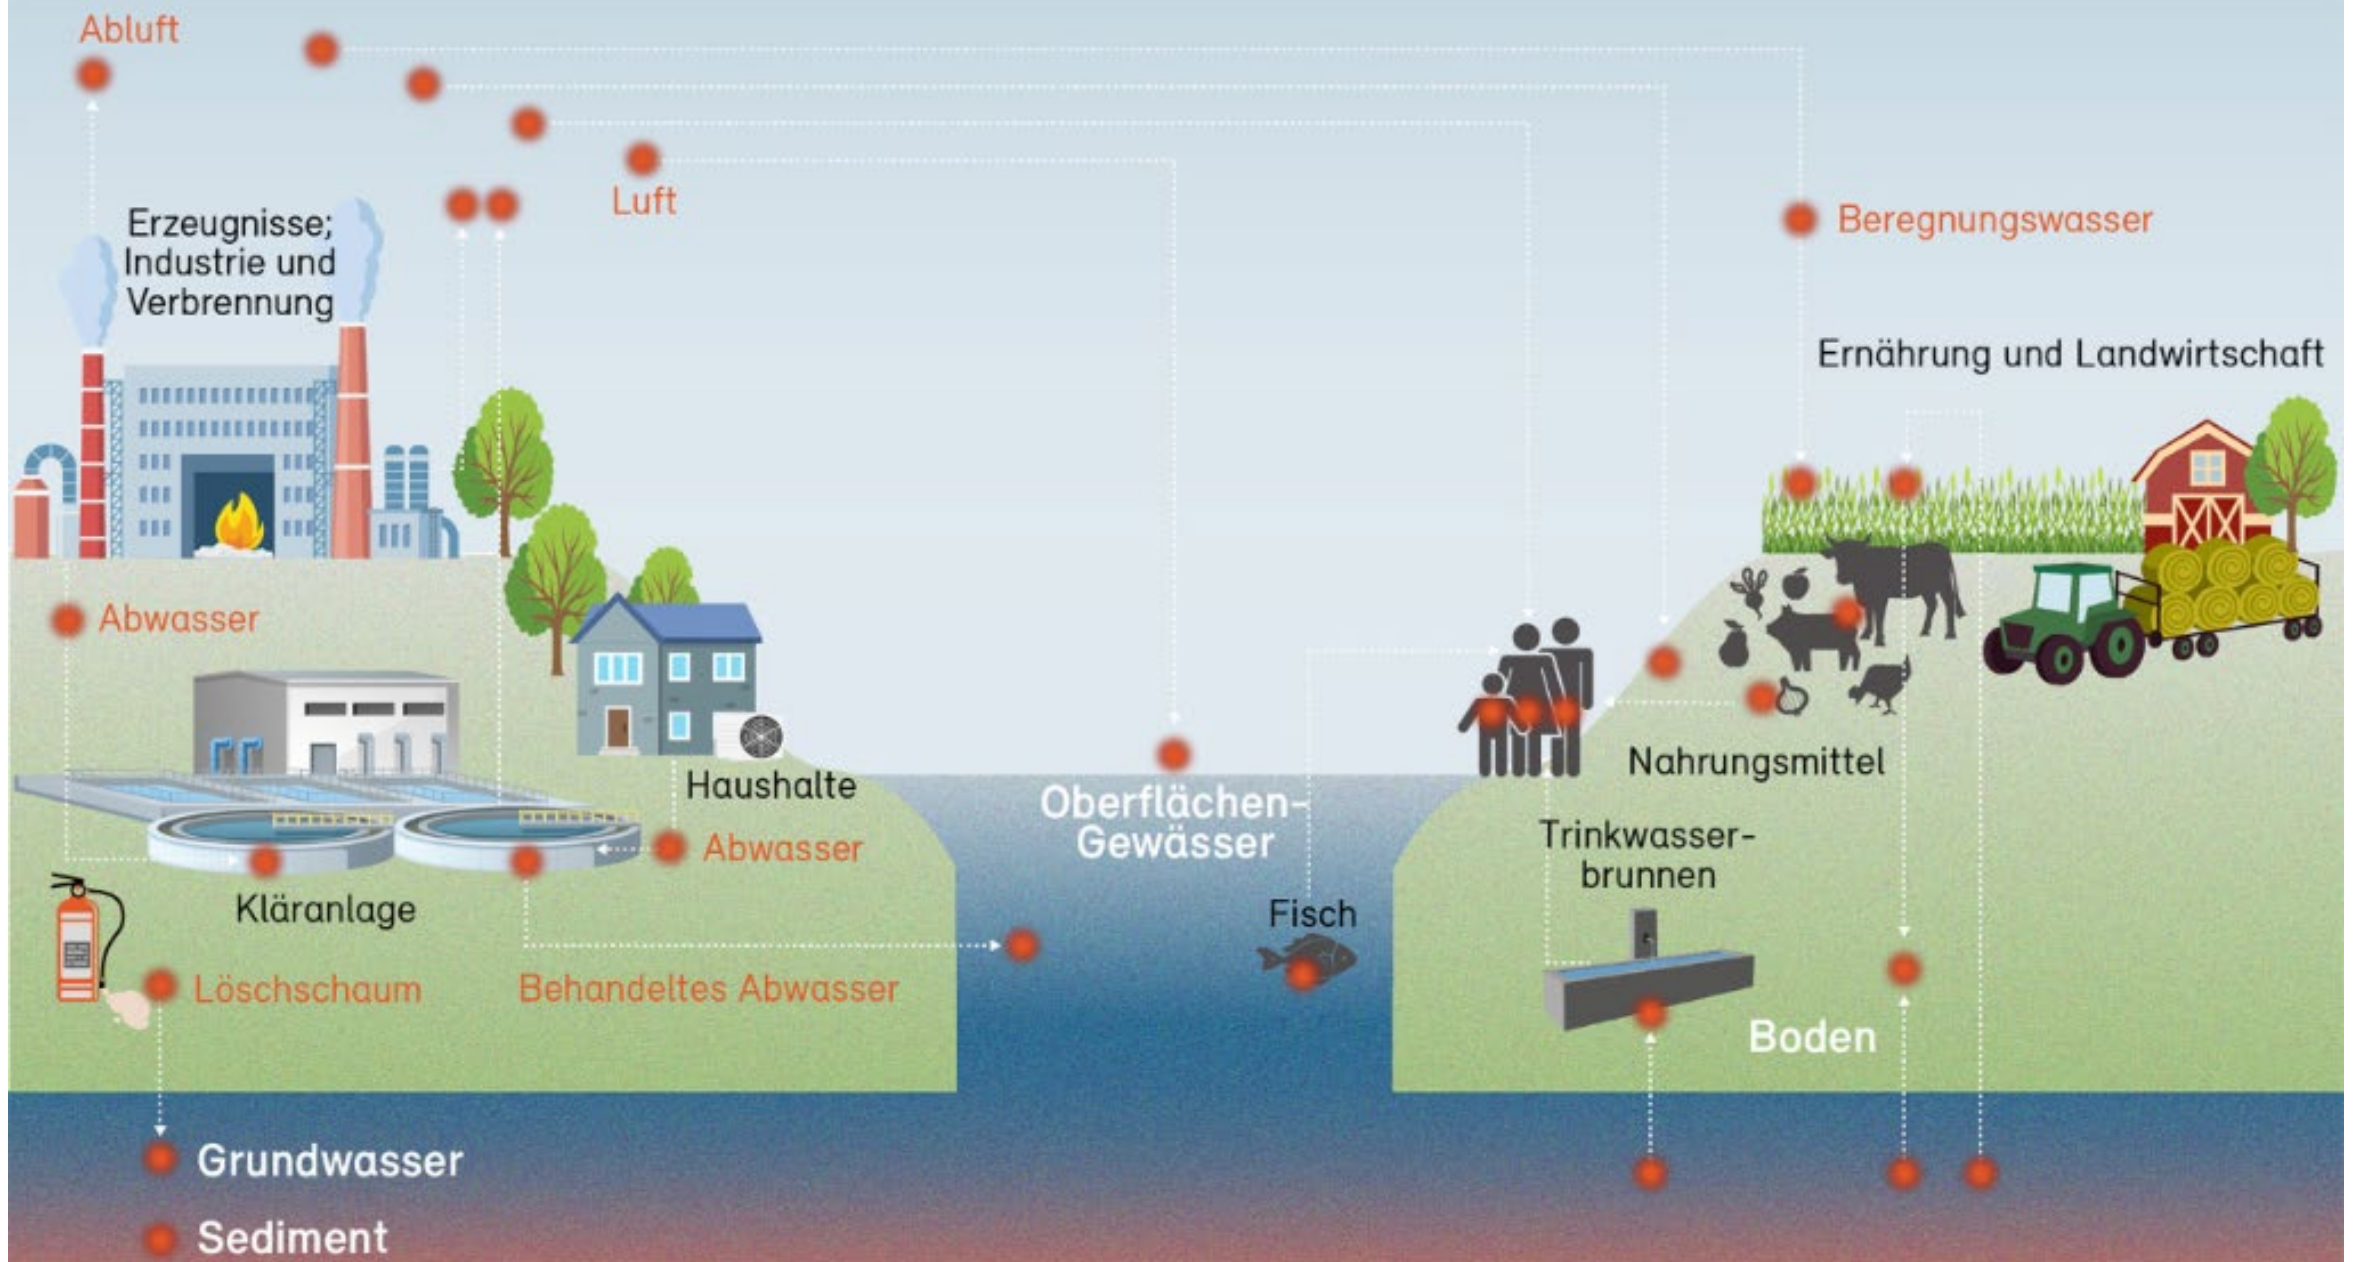 Abluft
Luft
Erzeugnisse;
Industrie und
Verbrennung
Beregnungswasser
Ernährung und Landwirtschaft
Abwasser
Haushalte
Abwasser
Kläranlage
Löschschaum
Behandeltes Abwasser
Oberflächen-
Gewässer
Fisch
Nahrungsmittel
Trinkwasser-
brunnen
Boden
Grundwasser
Sediment